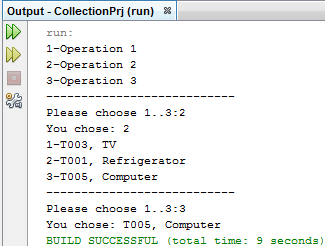 Output - CollectionPrj (run)
run:
1-Operation 1
2-Operation 2
3-Operation 3
---------------------------
Please choose 1..3:2
You chose: 2
1-T003, TV
2-T001, Refrigerator
3-T005, Computer
---------------------------
Please choose 1..3:3
You chose: T005, Computer
BUILD SUCCESSFUL (total time: 9 seconds)